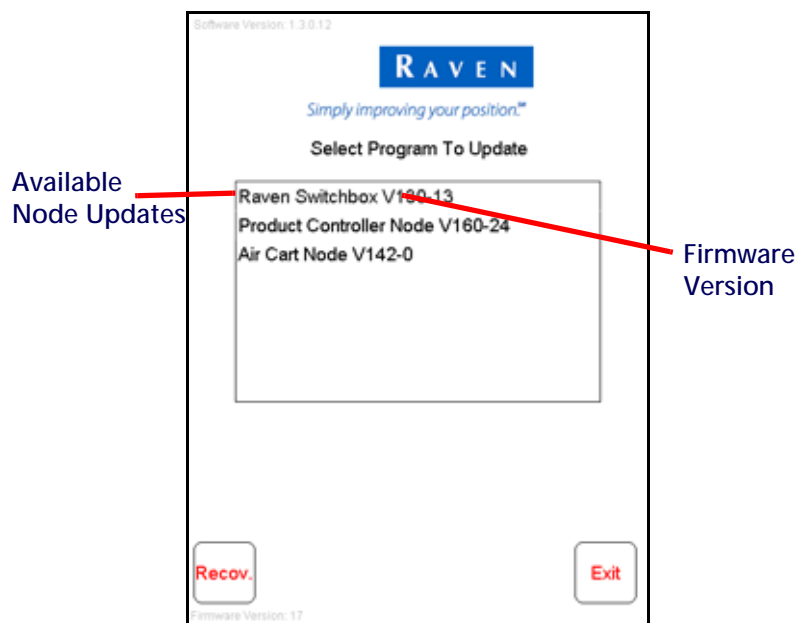 Software Version: 1.3.0.12
RAVEN
Simply improving your position.℠
Select Program To Update
Available
Node Updates
Raven Switchbox V130-13
Product Controller Node V160-24
Air Cart Node V142-0
Firmware
Version
Recov.
Exit
Firmware Version: 17